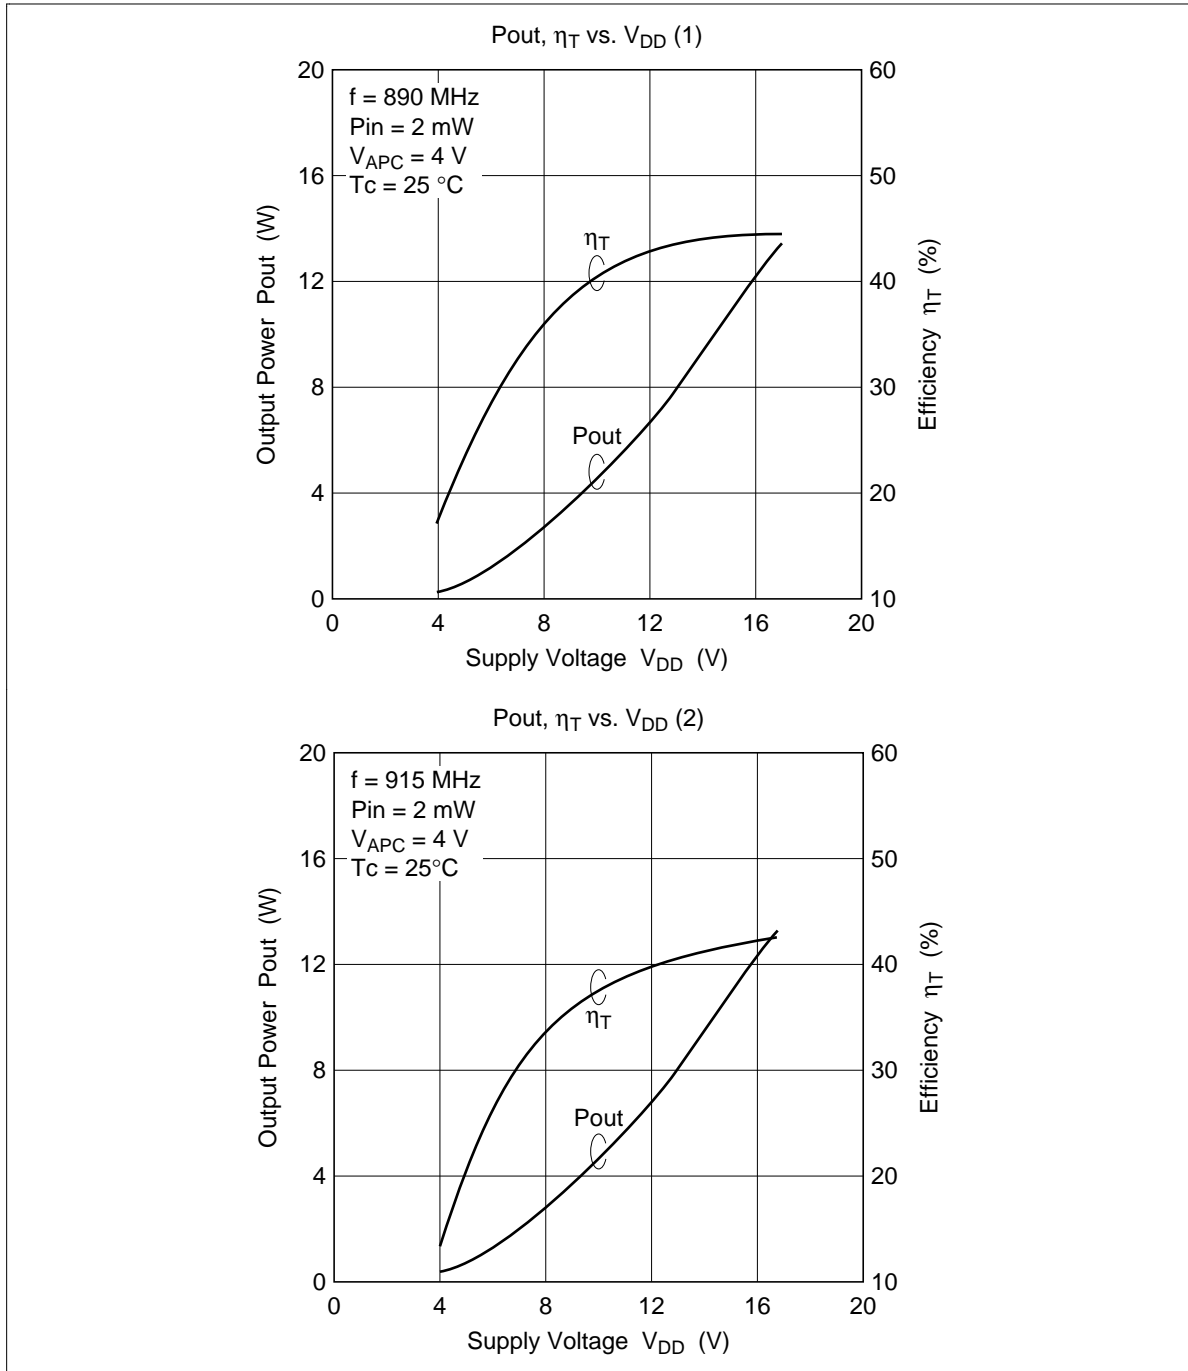 Pout, ηT vs. VDD (1)
20
16
12
8
4
0
Output Power Pout (W)
f = 890 MHz
Pin = 2 mW
VAPC = 4 V
Tc = 25 °C
ηT
Pout
60
50
40
30
20
10
Efficiency ηT (%)
0 4 8 12 16 20
Supply Voltage VDD (V)
Pout, ηT vs. VDD (2)
20
16
12
8
4
0
Output Power Pout (W)
f = 915 MHz
Pin = 2 mW
VAPC = 4 V
Tc = 25°C
ηT
Pout
60
50
40
30
20
10
Efficiency ηT (%)
0 4 8 12 16 20
Supply Voltage VDD (V)